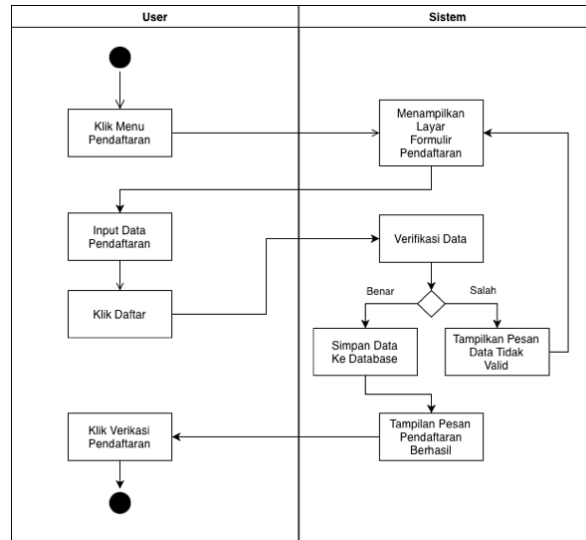 User
Sistem
Klik Menu
Pendaftaran
Menampilkan
Layar
Formulir
Pendaftaran
Input Data
Pendaftaran
Verifikasi Data
Klik Daftar
Benar
Salah
Simpan Data
Ke Database
Tampilkan Pesan
Data Tidak
Valid
Klik Verikasi
Pendaftaran
Tampilan Pesan
Pendaftaran
Berhasil